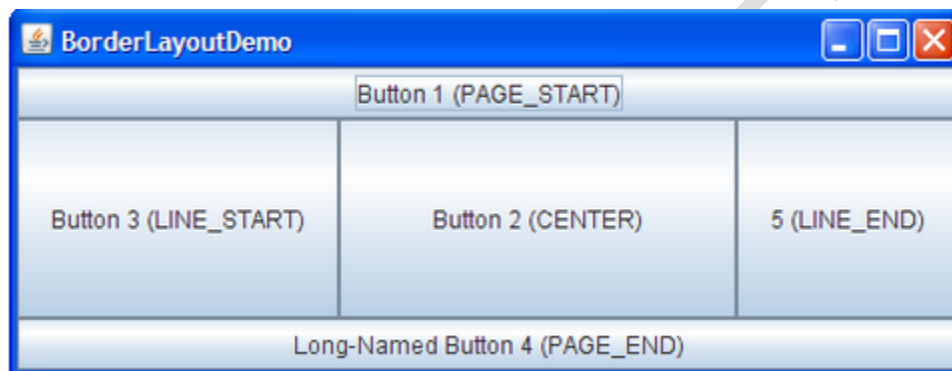 BorderLayoutDemo
Button 1 (PAGE_START)
Button 3 (LINE_START)
Button 2 (CENTER)
5 (LINE_END)
Long-Named Button 4 (PAGE_END)